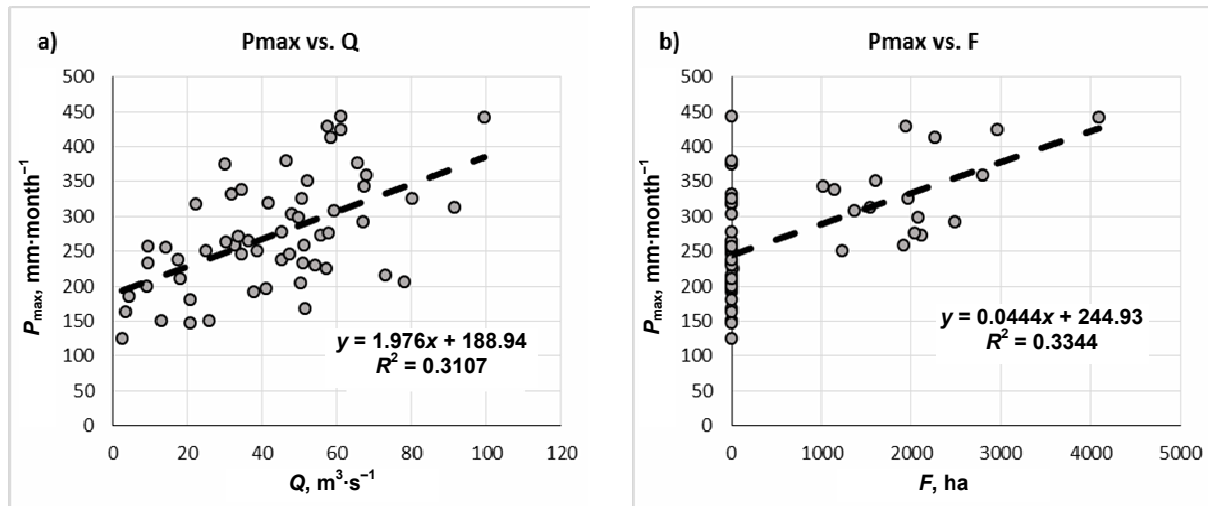 a)
Pmax vs. Q
500
450
400
350
300
250
200
150
100
50
0
P_max, mm·month⁻¹
y = 1.976x + 188.94
R² = 0.3107
0 20 40 60 80 100 120
Q, m³·s⁻¹
b)
Pmax vs. F
500
450
400
350
300
250
200
150
100
50
0
P_max, mm·month⁻¹
y = 0.0444x + 244.93
R² = 0.3344
0 1000 2000 3000 4000 5000
F, ha